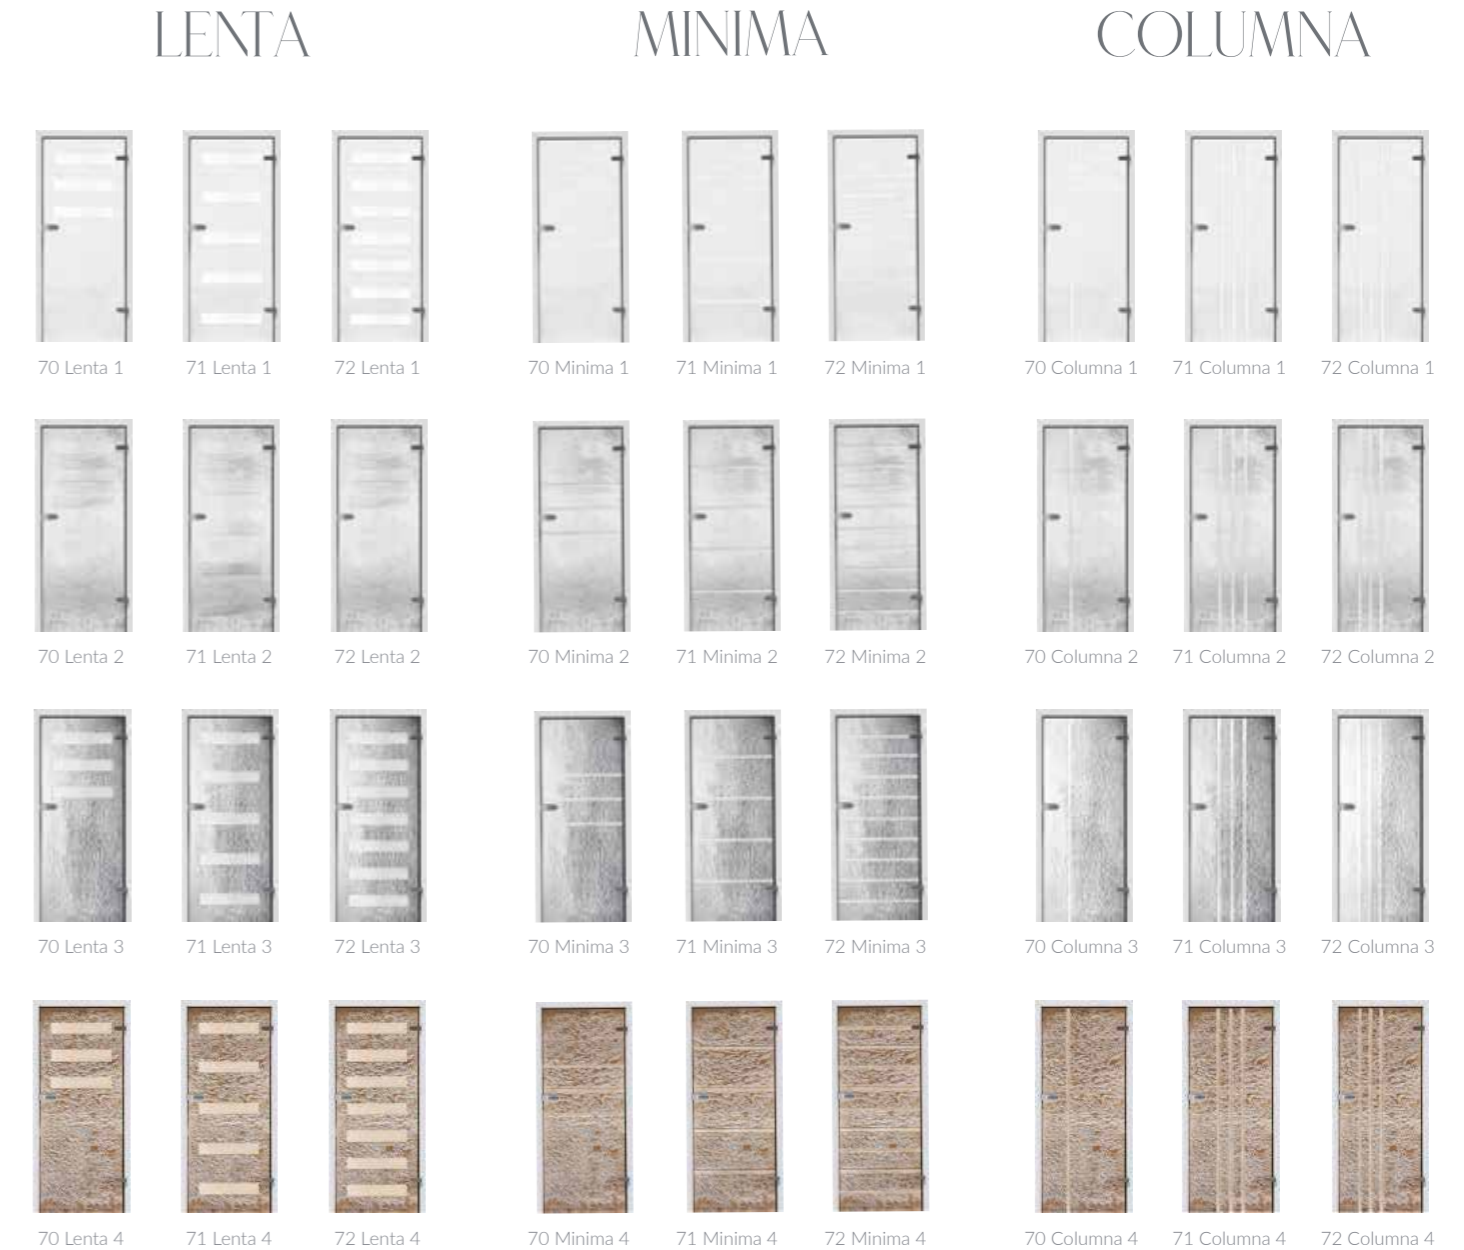 LENTA MINIMA COLUMNA
70 Lenta 1 71 Lenta 1 72 Lenta 1 70 Minima 1 71 Minima 1 72 Minima 1 70 Columna 1 71 Columna 1 72 Columna 1
70 Lenta 2 71 Lenta 2 72 Lenta 2 70 Minima 2 71 Minima 2 72 Minima 2 70 Columna 2 71 Columna 2 72 Columna 2
70 Lenta 3 71 Lenta 3 72 Lenta 3 70 Minima 3 71 Minima 3 72 Minima 3 70 Columna 3 71 Columna 3 72 Columna 3
70 Lenta 4 71 Lenta 4 72 Lenta 4 70 Minima 4 71 Minima 4 72 Minima 4 70 Columna 4 71 Columna 4 72 Columna 4